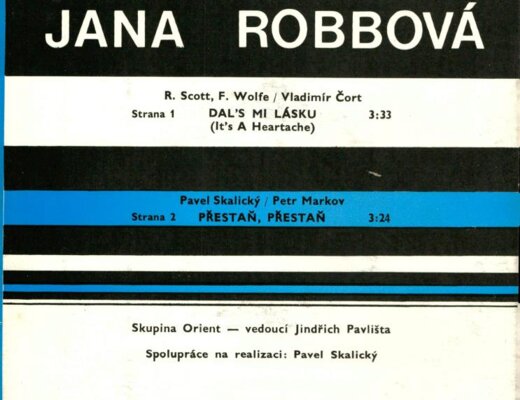 JANA ROBBOVÁ
R. Scott, F. Wolfe / Vladimír Čort
Strana 1 DAL'S MI LÁSKU 3:33
(It's A Heartache)
Pavel Skalický / Petr Markov
Strana 2 PŘESTAŇ, PŘESTAŇ 3:24
Skupina Orient — vedoucí Jindřich Pavlišta
Spolupráce na realizaci: Pavel Skalický